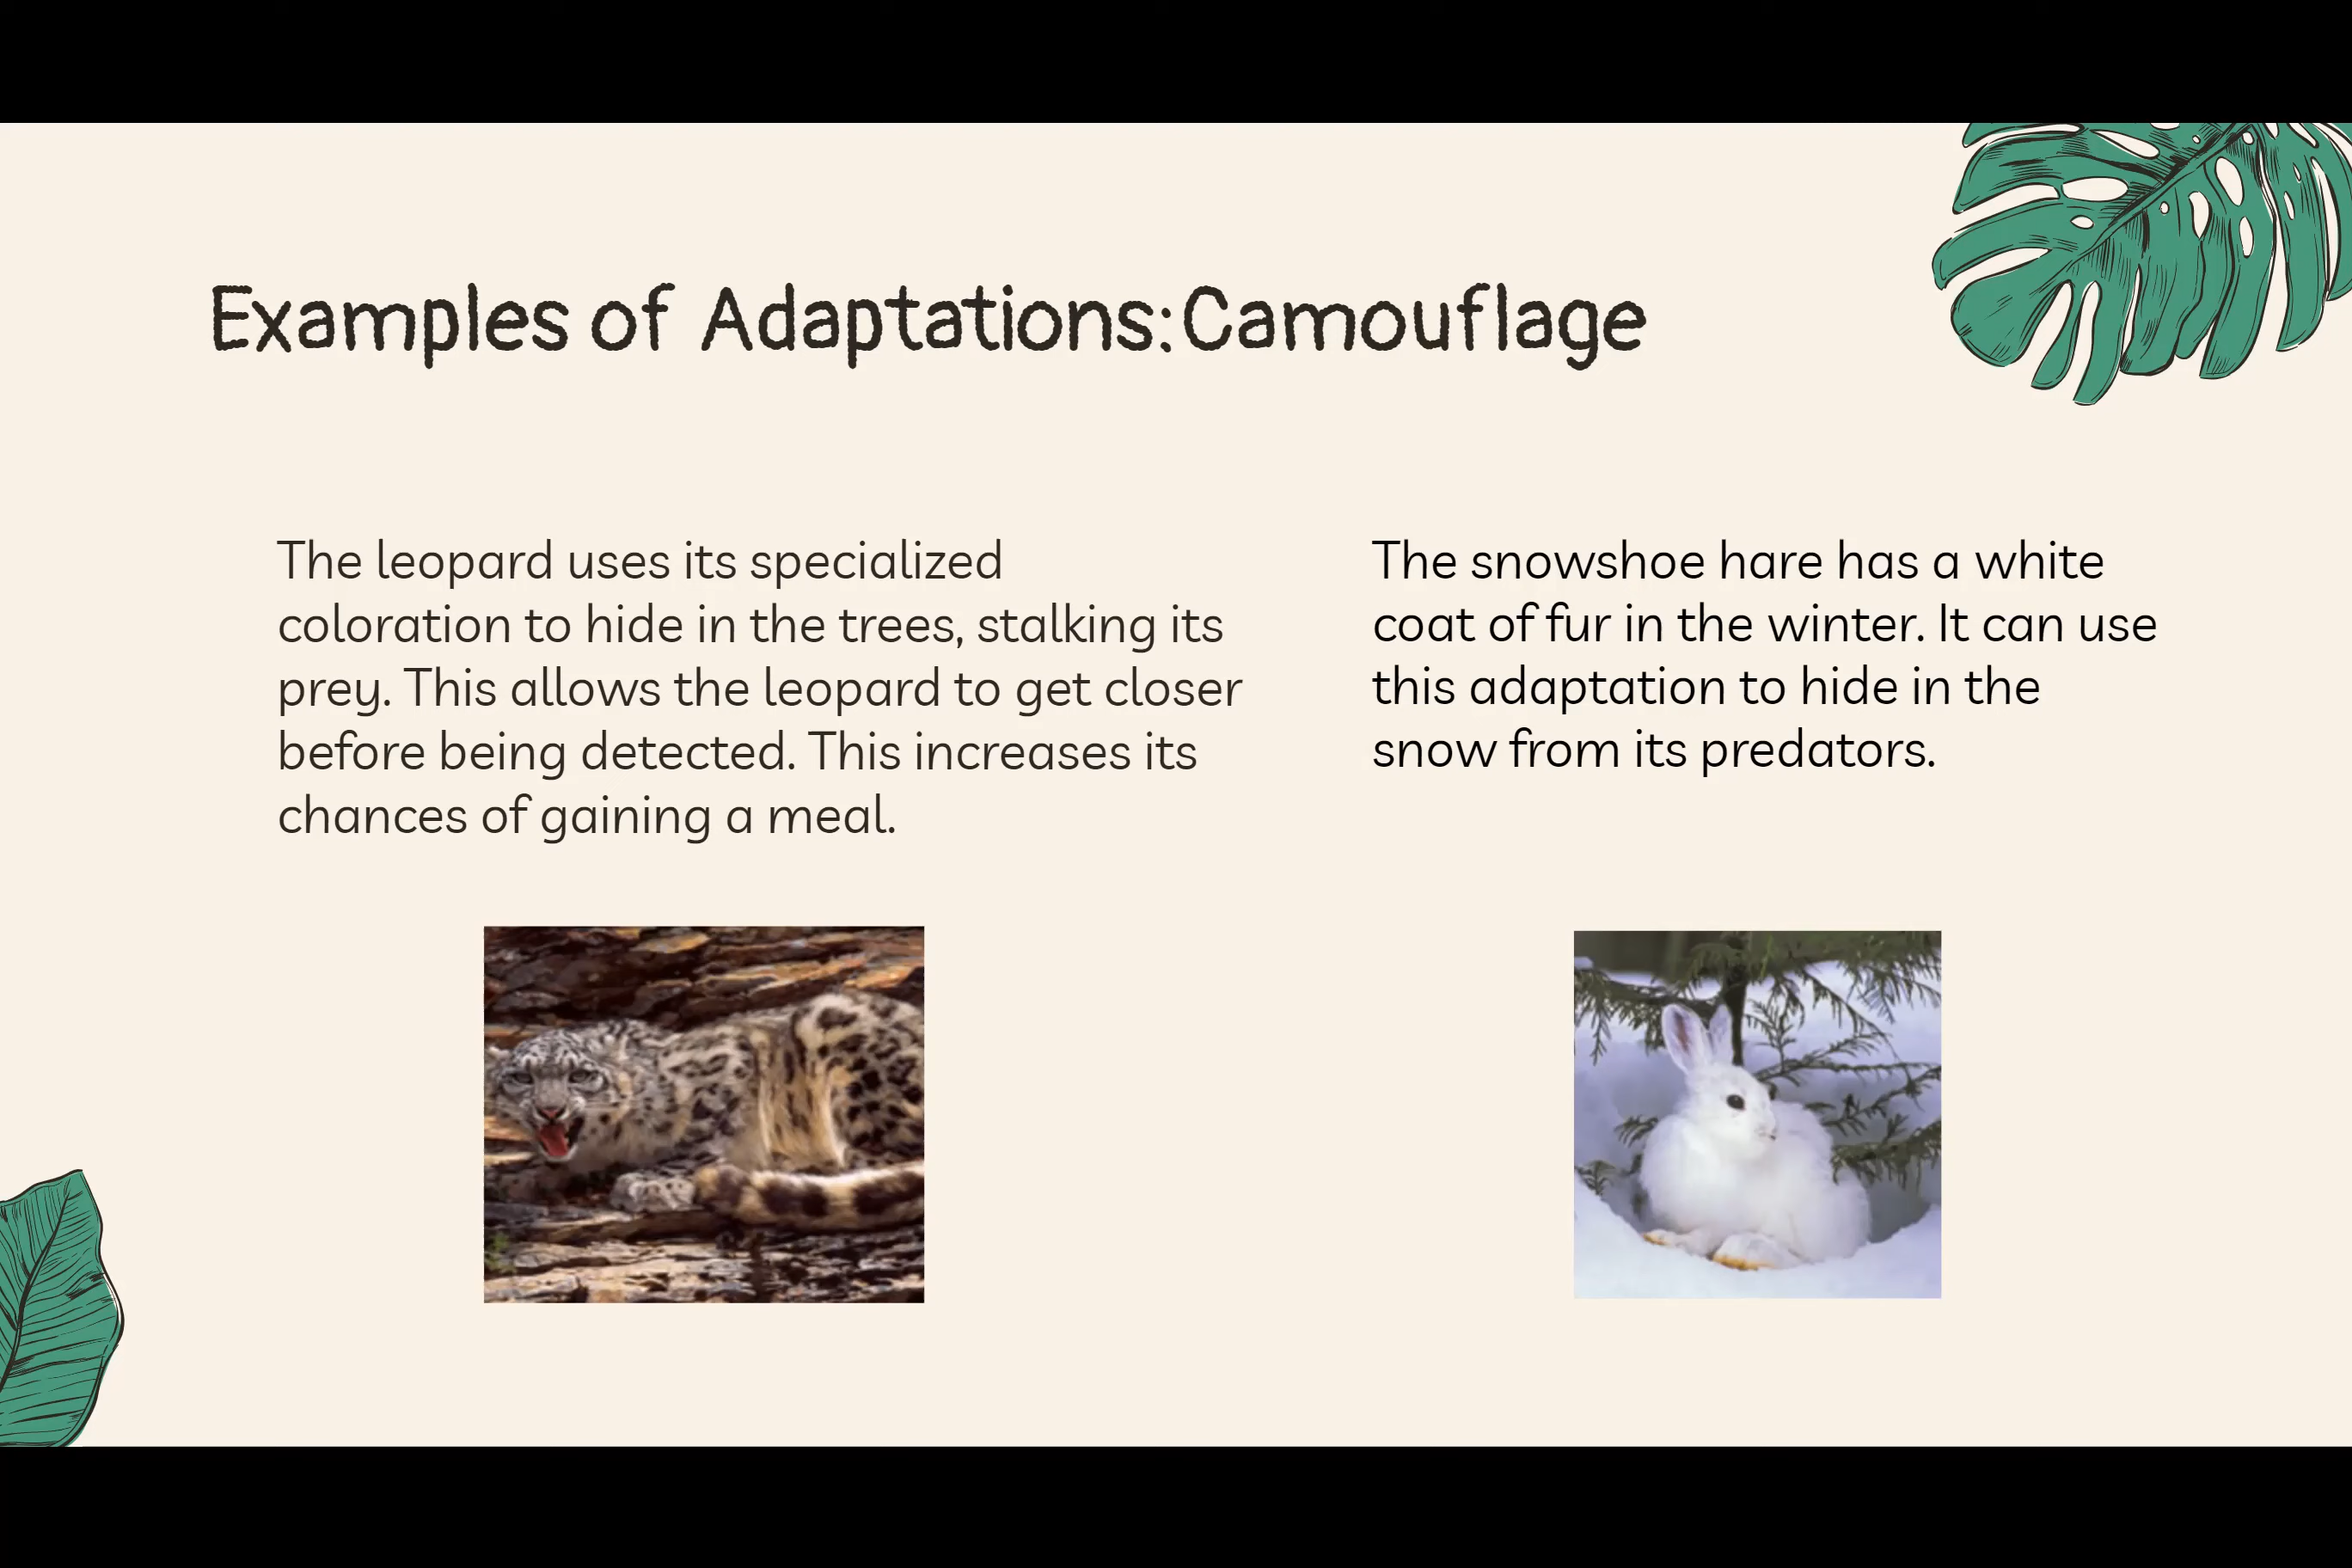 Examples of Adaptations:Camouflage
The leopard uses its specialized
coloration to hide in the trees, stalking its
prey. This allows the leopard to get closer
before being detected. This increases its
chances of gaining a meal.
The snowshoe hare has a white
coat of fur in the winter. It can use
this adaptation to hide in the
snow from its predators.